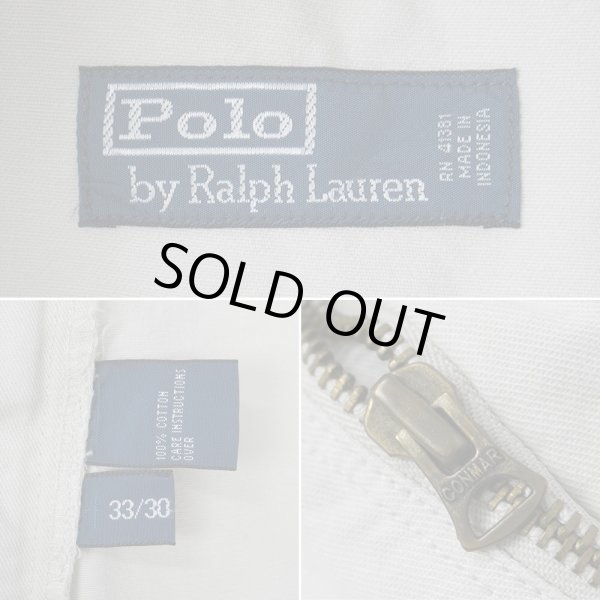 Polo
by Ralph Lauren
RN 41381
MADE IN
INDONESIA
SOLD OUT
100% COTTON
CARE INSTRUCTIONS
OVER
33/30
CONMAR